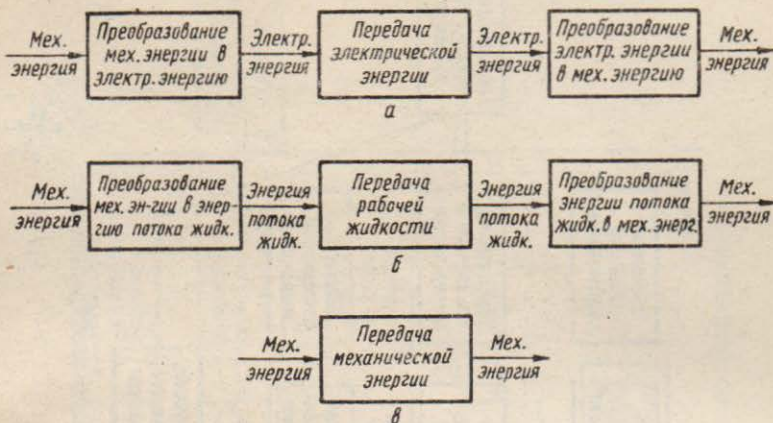 Мех.
энергия
Преобразование
мех. энергии в
электр. энергию
Электр.
энергия
Передача
электрической
энергии
Электр.
энергия
Преобразование
электр. энергии
в мех. энергию
Мех.
энергия
а
Мех.
энергия
Преобразование
мех. эн-гии в энер-
гию потока жидк.
Энергия
потока
жидк.
Передача
рабочей
жидкости
Энергия
потока
жидк.
Преобразование
энергии потока
жидк. в мех. энерг.
Мех.
энергия
б
Мех.
энергия
Передача
механической
энергии
Мех.
энергия
в